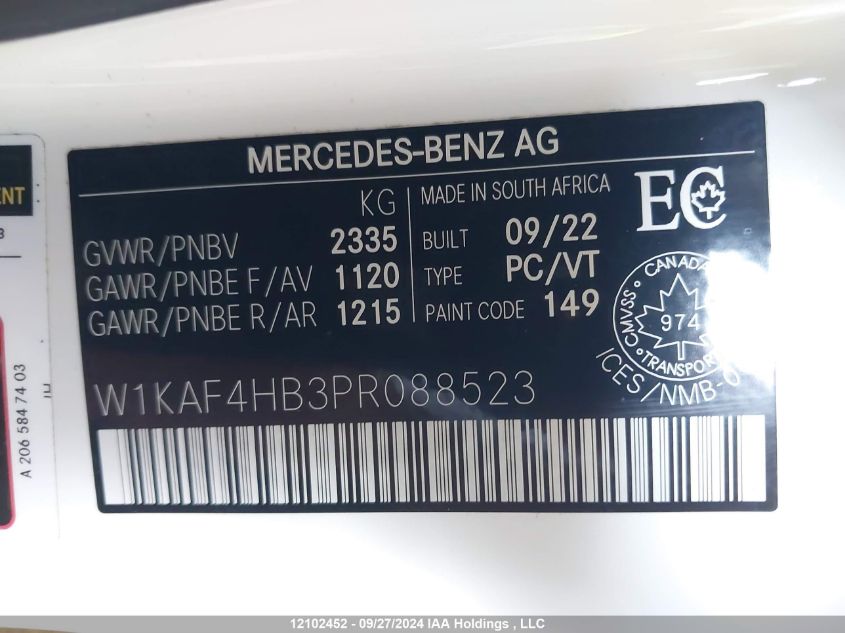 MERCEDES-BENZ AG
KG
GVWR/PNBV 2335
GAWR/PNBE F/AV 1120
GAWR/PNBE R/AR 1215
MADE IN SOUTH AFRICA
BUILT 09/22
TYPE PC/VT
PAINT CODE 149
EC
CANADA
CMVSS
974
TRANSPORT
ICES/NMB-0
W1KAF4HB3PR088523
A 206 584 74 03
ENT
12102452 - 09/27/2024 IAA Holdings , LLC